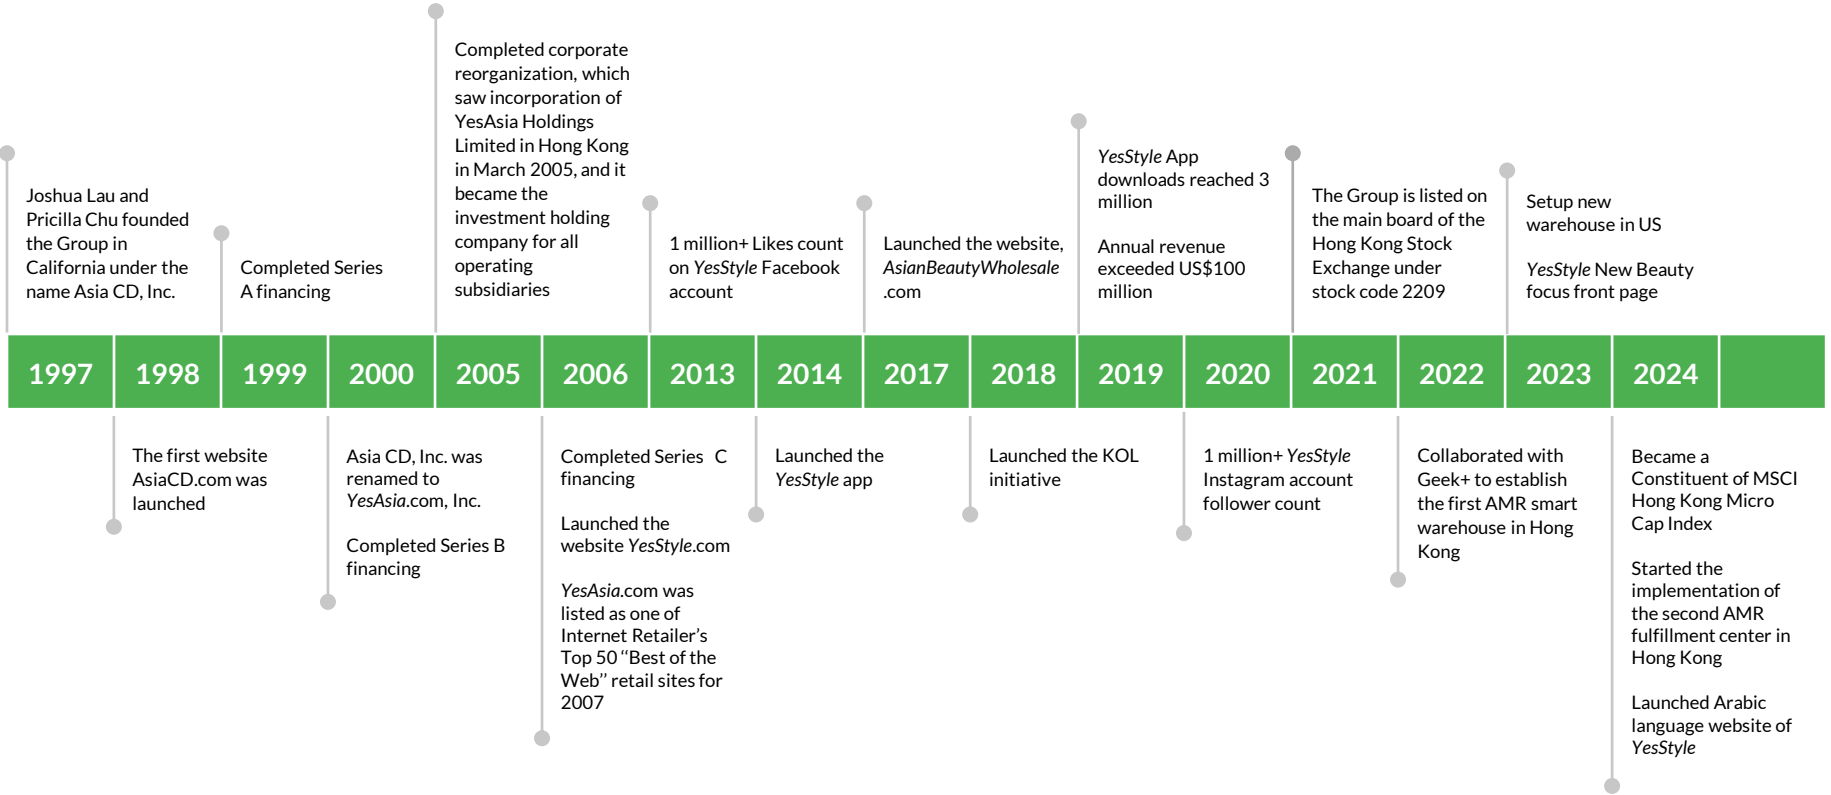 Completed corporate
reorganization, which
saw incorporation of
YesAsia Holdings
Limited in Hong Kong
in March 2005, and it
became the
investment holding
company for all
operating
subsidiaries
Joshua Lau and
Pricilla Chu founded
the Group in
California under the
name Asia CD, Inc.
Completed Series
A financing
1 million+ Likes count
on YesStyle Facebook
account
Launched the website,
AsianBeautyWholesale
.com
YesStyle App
downloads reached 3
million
Annual revenue
exceeded US$100
million
The Group is listed on
the main board of the
Hong Kong Stock
Exchange under
stock code 2209
Setup new
warehouse in US
YesStyle New Beauty
focus front page
1997 1998 1999 2000 2005 2006 2013 2014 2017 2018 2019 2020 2021 2022 2023 2024
The first website
AsiaCD.com was
launched
Asia CD, Inc. was
renamed to
YesAsia.com, Inc.
Completed Series B
financing
Completed Series C
financing
Launched the
website YesStyle.com
YesAsia.com was
listed as one of
Internet Retailer’s
Top 50 “Best of the
Web” retail sites for
2007
Launched the
YesStyle app
Launched the KOL
initiative
1 million+ YesStyle
Instagram account
follower count
Collaborated with
Geek+ to establish
the first AMR smart
warehouse in Hong
Kong
Became a
Constituent of MSCI
Hong Kong Micro
Cap Index
Started the
implementation of
the second AMR
fulfillment center in
Hong Kong
Launched Arabic
language website of
YesStyle